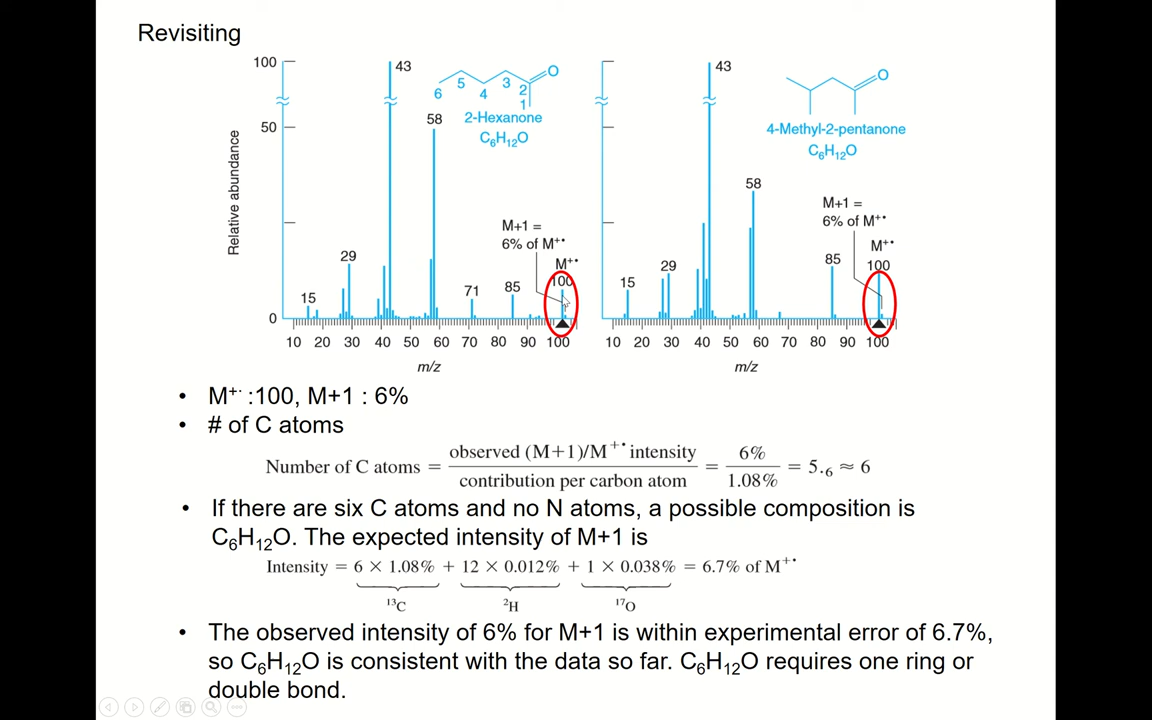 Revisiting
100
50
0
Relative abundance
43
58
29
15
71
85
M+1 =
6% of M⁺•
M⁺•
100
6
5
4
3
2
1
O
2-Hexanone
C₆H₁₂O
10 20 30 40 50 60 70 80 90 100
m/z
43
58
29
15
85
M+1 =
6% of M⁺•
M⁺•
100
O
4-Methyl-2-pentanone
C₆H₁₂O
10 20 30 40 50 60 70 80 90 100
m/z
• M⁺· :100, M+1 : 6%
• # of C atoms
Number of C atoms = observed (M+1)/M⁺• intensity / contribution per carbon atom = 6% / 1.08% = 5.₆ ≈ 6
• If there are six C atoms and no N atoms, a possible composition is
C₆H₁₂O. The expected intensity of M+1 is
Intensity = 6 × 1.08% + 12 × 0.012% + 1 × 0.038% = 6.7% of M⁺•
¹³C ²H ¹⁷O
• The observed intensity of 6% for M+1 is within experimental error of 6.7%,
so C₆H₁₂O is consistent with the data so far. C₆H₁₂O requires one ring or
double bond.